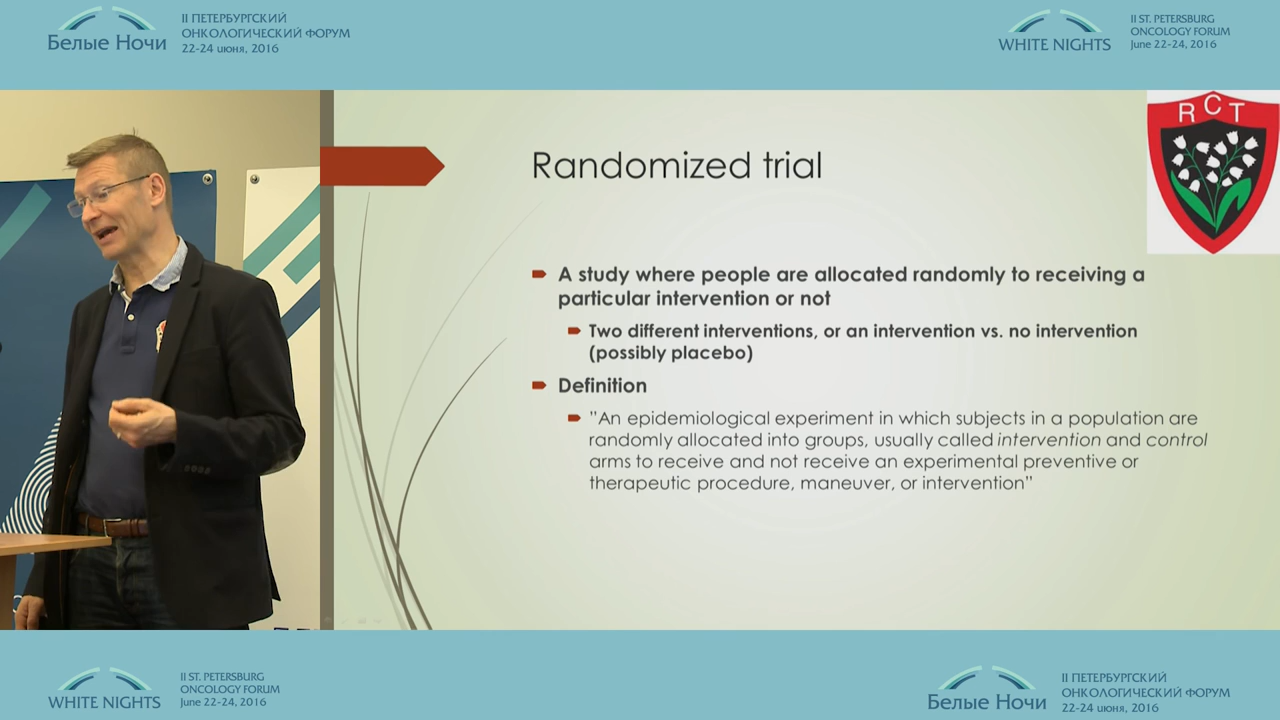 Белые Ночи
II ПЕТЕРБУРГСКИЙ
ОНКОЛОГИЧЕСКИЙ ФОРУМ
22-24 июня, 2016
WHITE NIGHTS
II ST. PETERSBURG
ONCOLOGY FORUM
June 22-24, 2016
RCT
Randomized trial
A study where people are allocated randomly to receiving a
particular intervention or not
Two different interventions, or an intervention vs. no intervention
(possibly placebo)
Definition
”An epidemiological experiment in which subjects in a population are
randomly allocated into groups, usually called intervention and control
arms to receive and not receive an experimental preventive or
therapeutic procedure, maneuver, or intervention”
WHITE NIGHTS
II ST. PETERSBURG
ONCOLOGY FORUM
June 22-24, 2016
Белые Ночи
II ПЕТЕРБУРГСКИЙ
ОНКОЛОГИЧЕСКИЙ ФОРУМ
22-24 июня, 2016